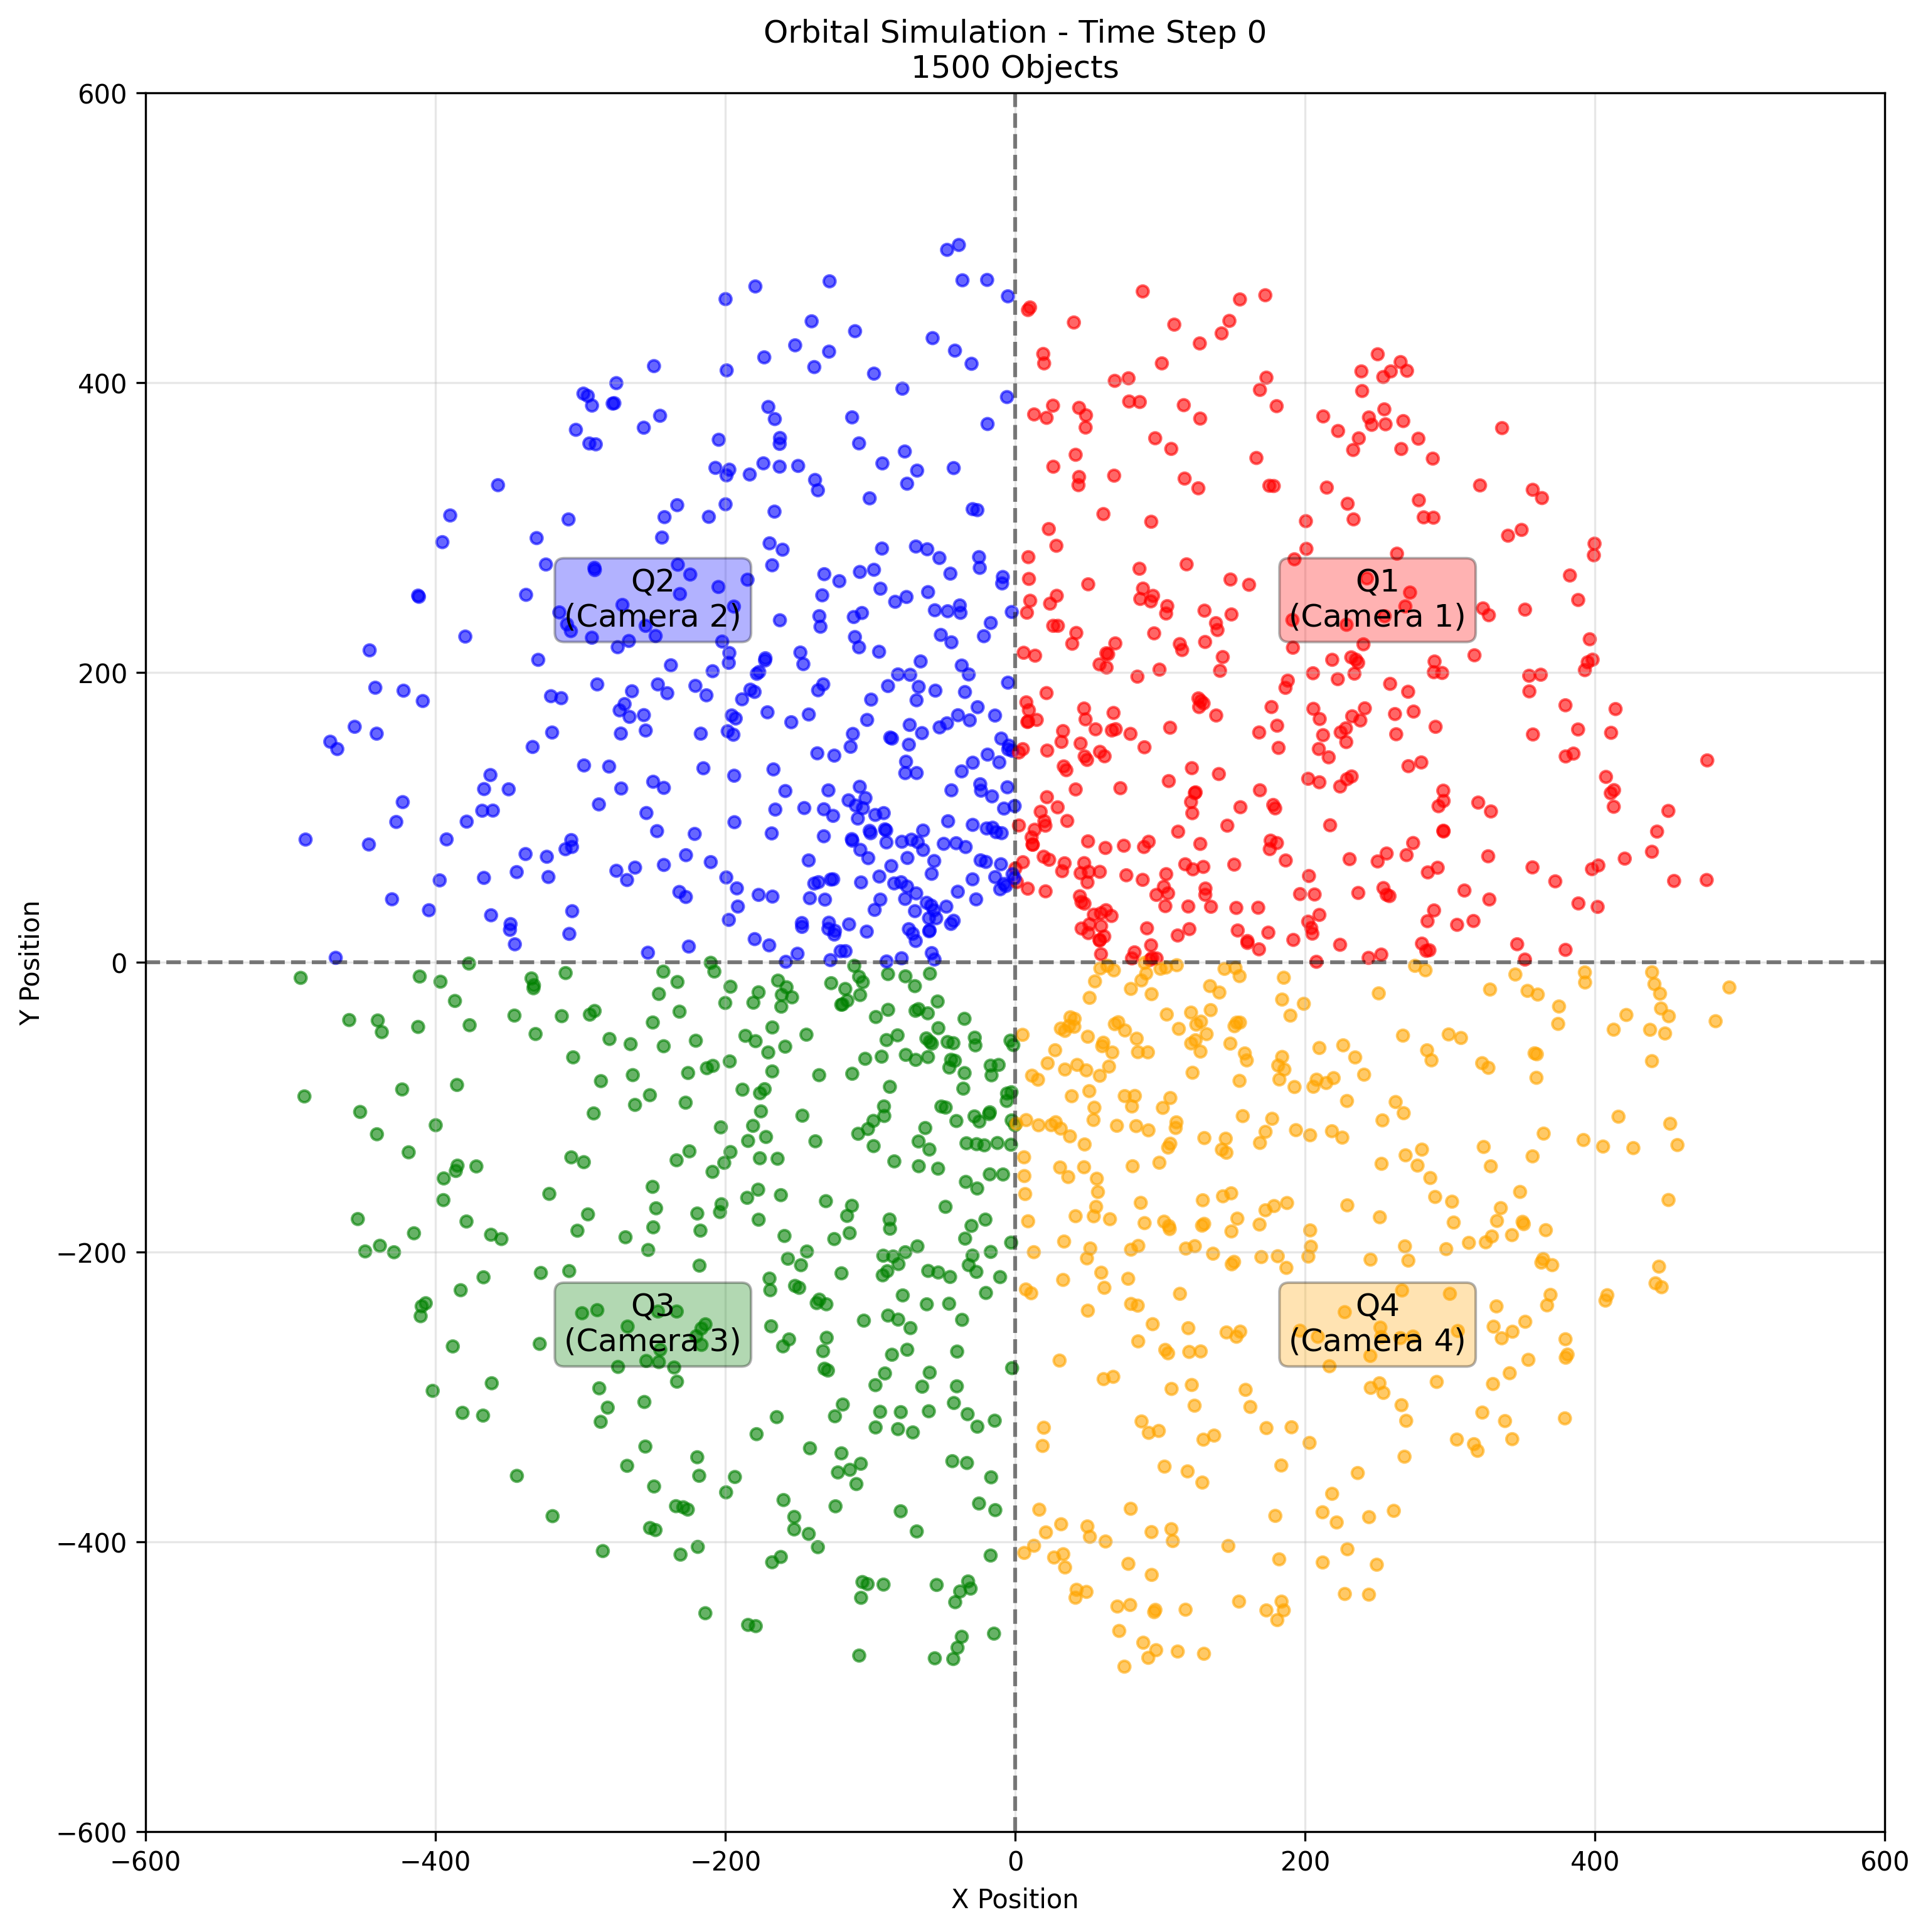 Orbital Simulation - Time Step 0
1500 Objects
600
400
200
0
−200
−400
−600
Y Position
Q2
(Camera 2)
Q1
(Camera 1)
Q3
(Camera 3)
Q4
(Camera 4)
−600 −400 −200 0 200 400 600
X Position